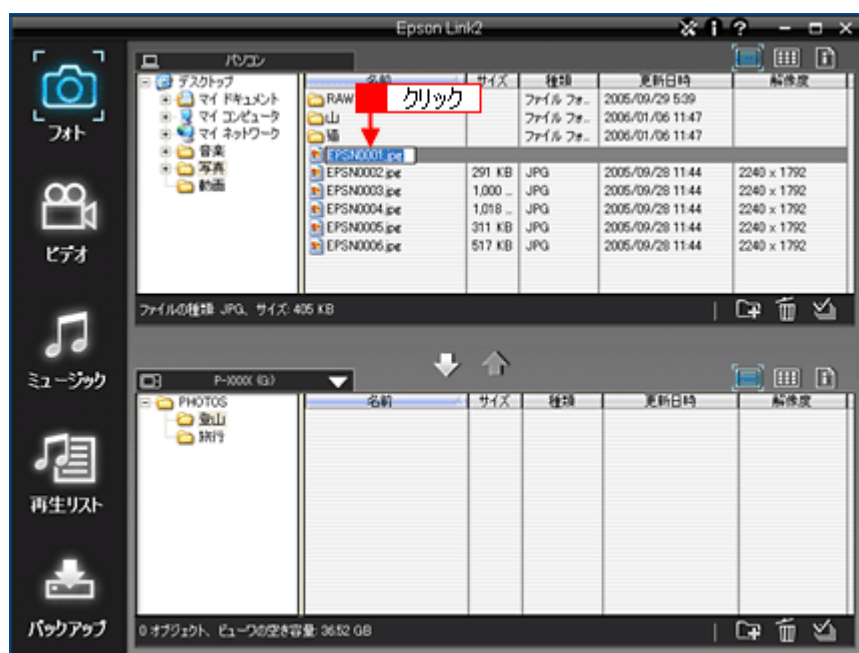 Epson Link2
パソコン
フォト
ビデオ
ミュージック
再生リスト
バックアップ
デスクトップ
マイ ドキュメント
マイ コンピュータ
マイ ネットワーク
音楽
写真
動画
名前 サイズ 種類 更新日時 解像度
クリック
RAW ファイル フォ... 2005/09/29 5:39
山 ファイル フォ... 2006/01/06 11:47
猫 ファイル フォ... 2006/01/06 11:47
EPSN0001.jpg
EPSN0002.jpg 291 KB JPG 2005/09/28 11:44 2240 x 1792
EPSN0003.jpg 1,000 ... JPG 2005/09/28 11:44 2240 x 1792
EPSN0004.jpg 1,018 ... JPG 2005/09/28 11:44 2240 x 1792
EPSN0005.jpg 311 KB JPG 2005/09/28 11:44 2240 x 1792
EPSN0006.jpg 517 KB JPG 2005/09/28 11:44 2240 x 1792
ファイルの種類: JPG、サイズ: 405 KB
P-XXXX (G:)
PHOTOS
登山
旅行
名前 サイズ 種類 更新日時 解像度
0 オブジェクト、ビューワの空き容量: 36.52 GB